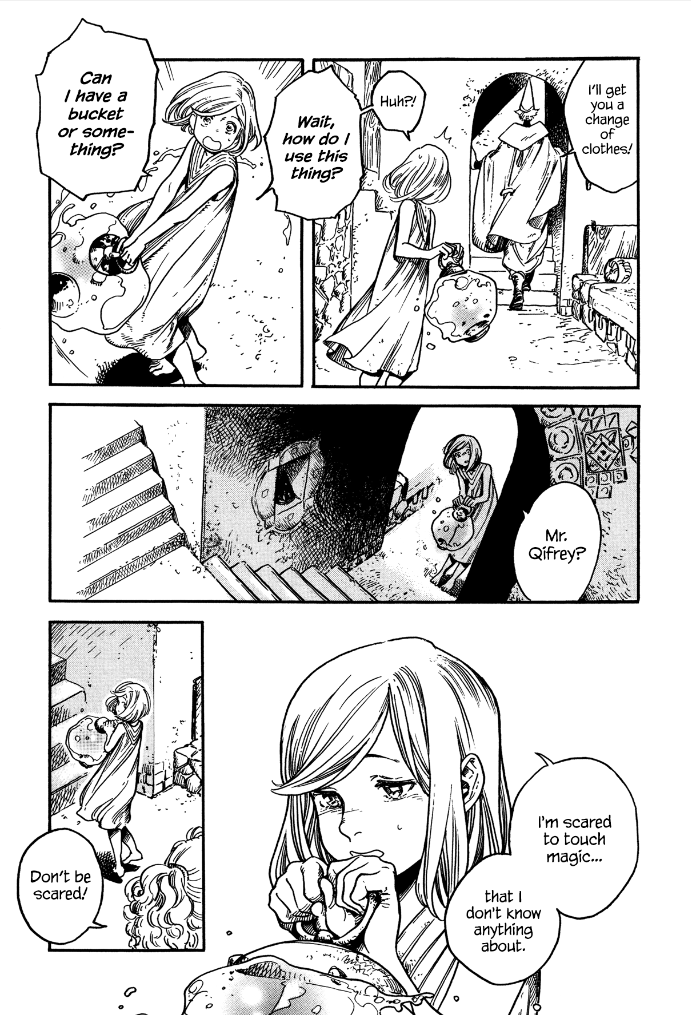 Can
I have a
bucket
or some-
thing?
Wait,
how do I
use this
thing?
Huh?!
I'll get
you a
change
of
clothes!
Mr.
Qifrey?
Don't be
scared!
I'm scared
to touch
magic...
that I
don't know
anything
about.